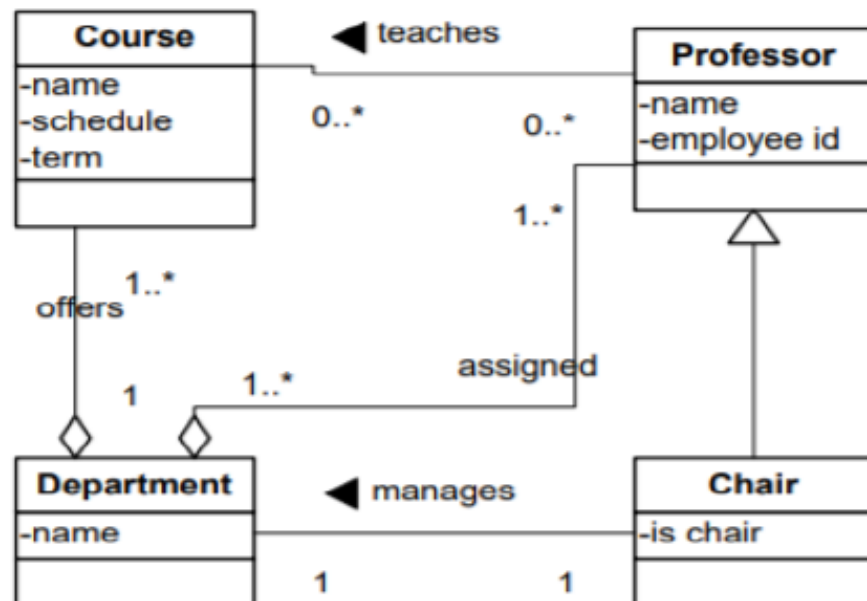 Course
-name
-schedule
-term
teaches
0..*
0..*
Professor
-name
-employee id
1..*
offers
1
1..*
assigned
1..*
Department
-name
manages
1
1
Chair
-is chair